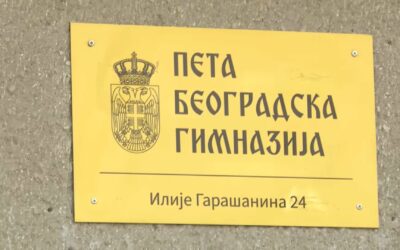 ПЕТА
БЕОГРАДСКА
ГИМНАЗИЈА
Илије Гарашанина 24